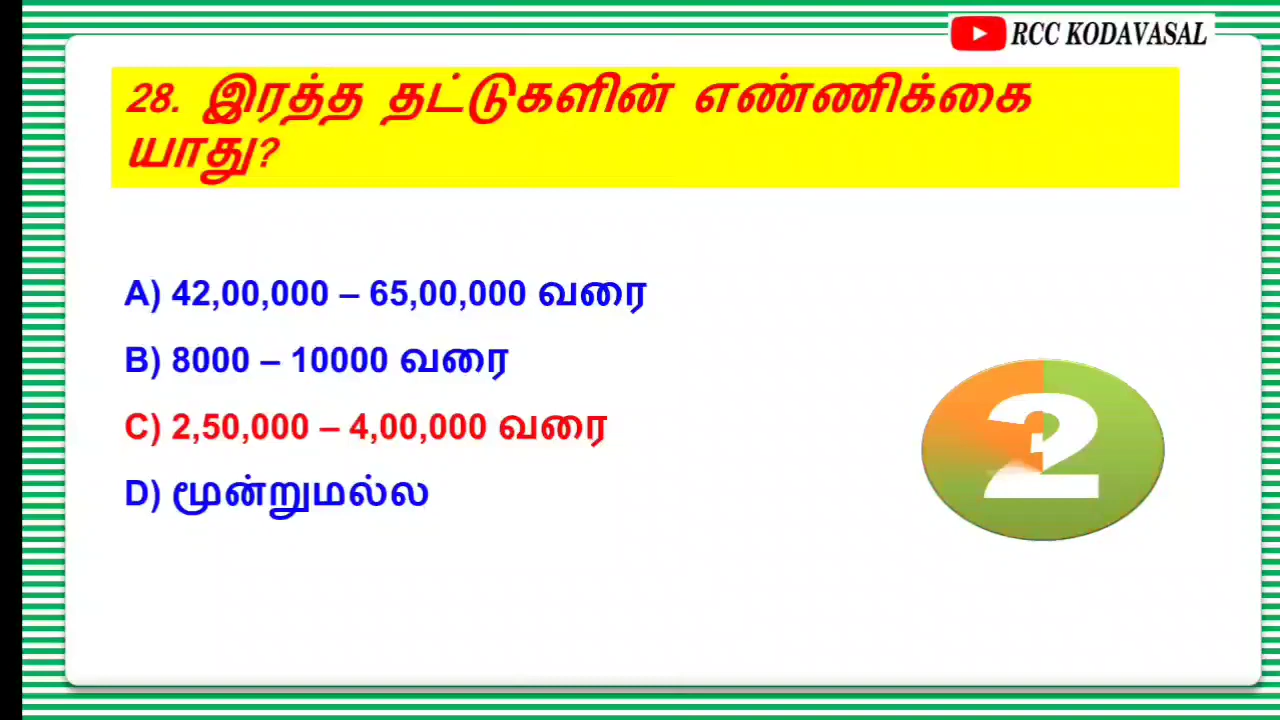 RCC KODAVASAL
28. இரத்த தட்டுகளின் எண்ணிக்கை
யாது?
A) 42,00,000 – 65,00,000 வரை
B) 8000 – 10000 வரை
C) 2,50,000 – 4,00,000 வரை
D) மூன்றுமல்ல
2